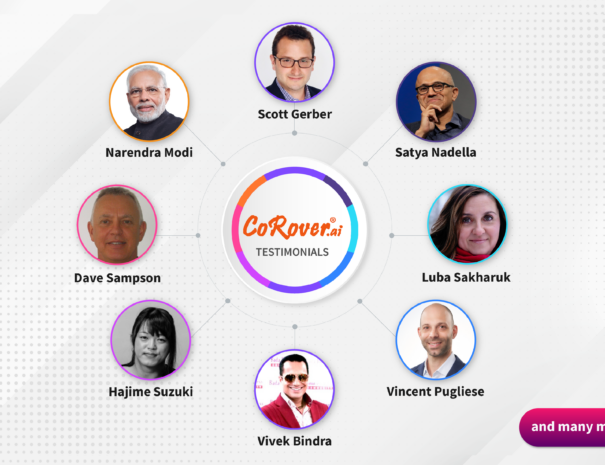 Scott Gerber
Narendra Modi
Satya Nadella
CoRover®.ai
TESTIMONIALS
Dave Sampson
Luba Sakharuk
Hajime Suzuki
Vincent Pugliese
and many m
Vivek Bindra